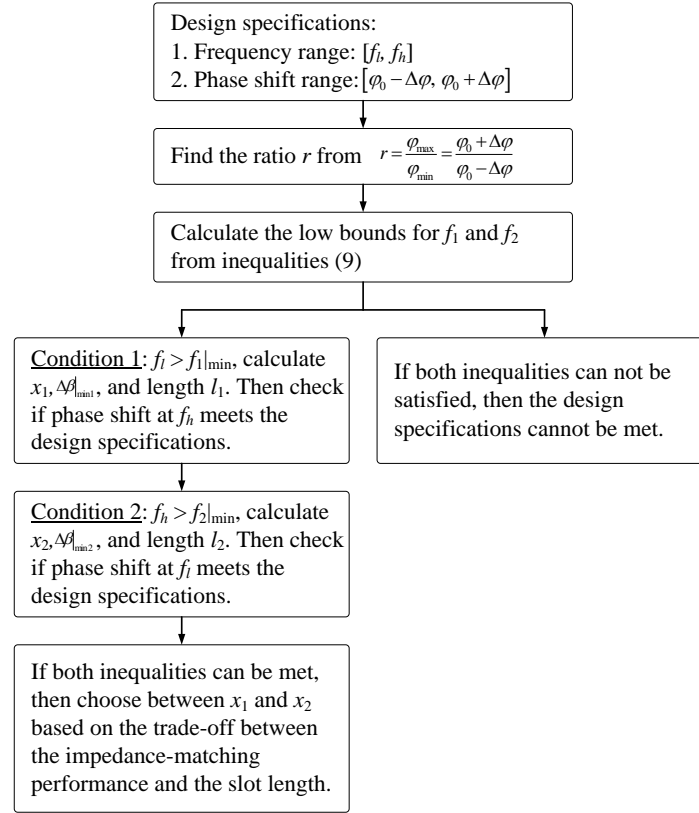 Design specifications:
1. Frequency range: [f_l, f_h]
2. Phase shift range: [φ_0 − Δφ, φ_0 + Δφ]
Find the ratio r from r = φ_max / φ_min = (φ_0 + Δφ) / (φ_0 − Δφ)
Calculate the low bounds for f_1 and f_2
from inequalities (9)
Condition 1: f_l > f_1|_min, calculate
x_1, Δβ|_min1, and length l_1. Then check
if phase shift at f_h meets the
design specifications.
If both inequalities can not be
satisfied, then the design
specifications cannot be met.
Condition 2: f_h > f_2|_min, calculate
x_2, Δβ|_min2, and length l_2. Then check
if phase shift at f_l meets the
design specifications.
If both inequalities can be met,
then choose between x_1 and x_2
based on the trade-off between
the impedance-matching
performance and the slot length.